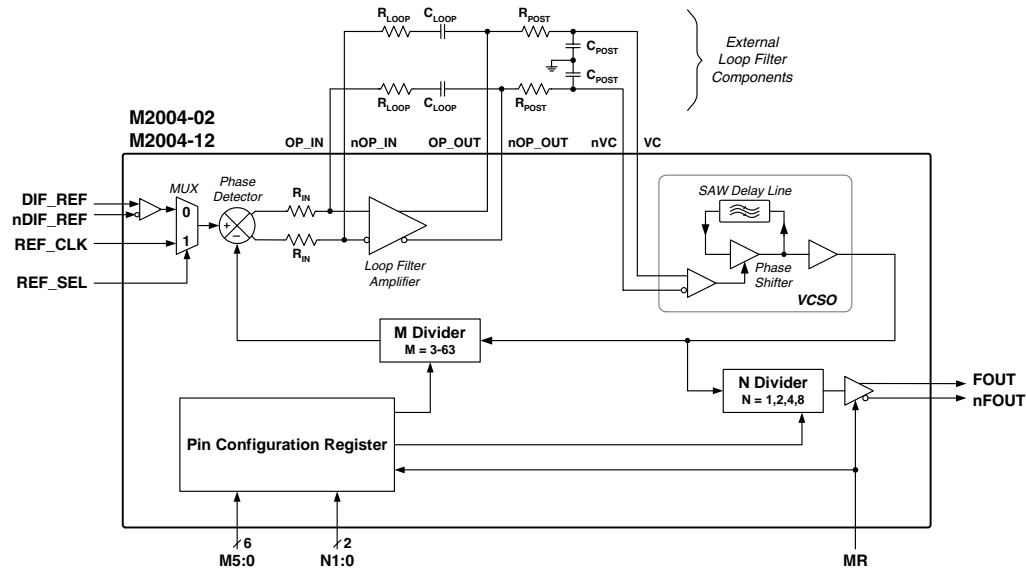 RLOOP CLOOP RPOST
CPOST
CPOST
RLOOP CLOOP RPOST
External
Loop Filter
Components
M2004-02
M2004-12
OP_IN nOP_IN OP_OUT nOP_OUT nVC VC
DIF_REF
nDIF_REF
REF_CLK
REF_SEL
MUX
0
1
Phase
Detector
+
–
RIN
RIN
Loop Filter
Amplifier
SAW Delay Line
Phase
Shifter
VCSO
M Divider
M = 3-63
N Divider
N = 1,2,4,8
FOUT
nFOUT
Pin Configuration Register
6
M5:0
2
N1:0
MR